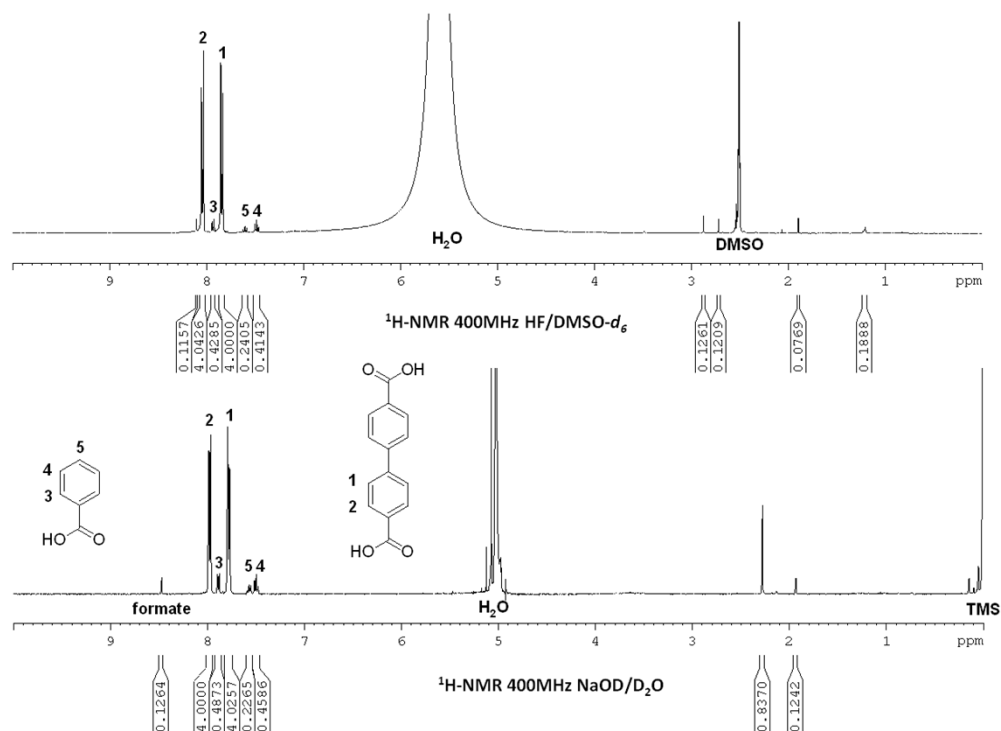 2
1
3
5 4
H2O
DMSO
9 8 7 6 5 4 3 2 1 ppm
0.1157
4.0426
0.4285
4.0000
0.2405
0.4143
0.1261
0.1209
0.0769
0.1888
¹H-NMR 400MHz HF/DMSO-d6
O
OH
2
1
5
4
3
HO
O
1
2
HO
O
3
5 4
formate
H2O
TMS
9 8 7 6 5 4 3 2 1 ppm
0.1264
4.0000
0.4873
4.0257
0.2265
0.4586
0.8370
0.1242
¹H-NMR 400MHz NaOD/D2O